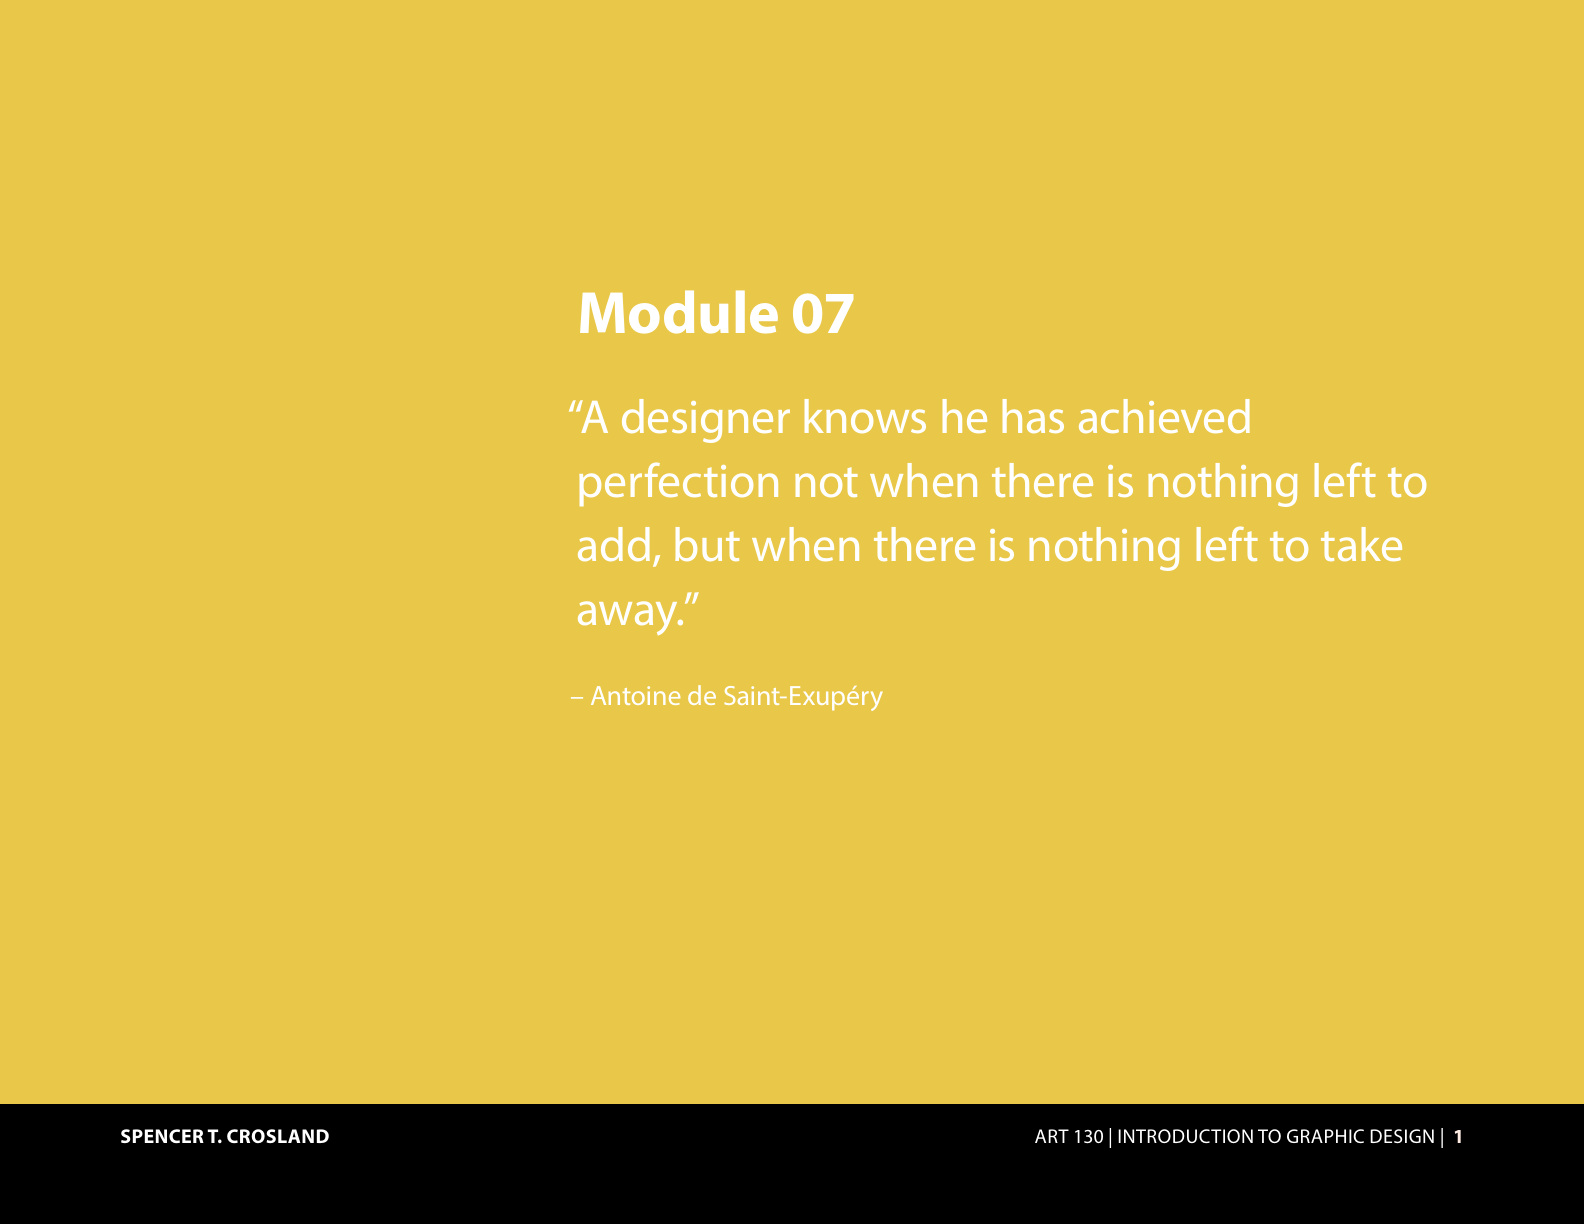 Module 07
“A designer knows he has achieved
perfection not when there is nothing left to
add, but when there is nothing left to take
away.”
– Antoine de Saint-Exupéry
SPENCER T. CROSLAND
ART 130 | INTRODUCTION TO GRAPHIC DESIGN | 1